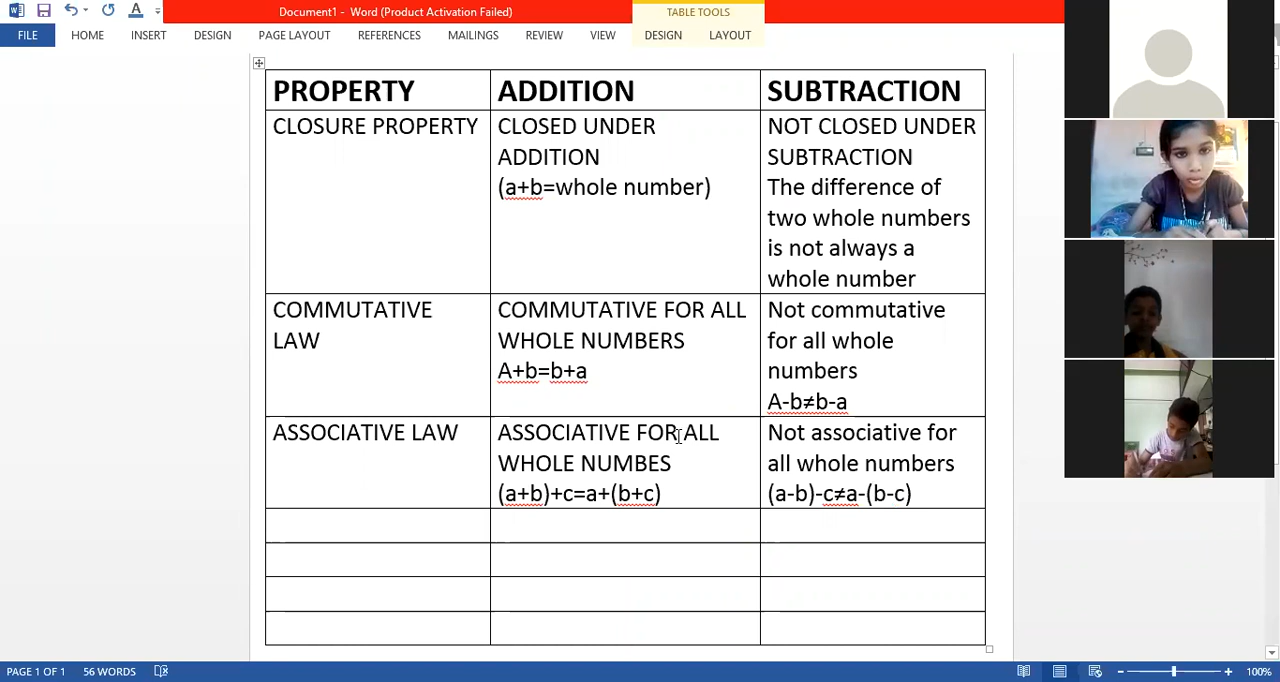 Document1 - Word (Product Activation Failed)
TABLE TOOLS
FILE HOME INSERT DESIGN PAGE LAYOUT REFERENCES MAILINGS REVIEW VIEW DESIGN LAYOUT
PROPERTY ADDITION SUBTRACTION
CLOSURE PROPERTY
CLOSED UNDER
ADDITION
(a+b=whole number)
NOT CLOSED UNDER
SUBTRACTION
The difference of
two whole numbers
is not always a
whole number
COMMUTATIVE
LAW
COMMUTATIVE FOR ALL
WHOLE NUMBERS
A+b=b+a
Not commutative
for all whole
numbers
A-b≠b-a
ASSOCIATIVE LAW
ASSOCIATIVE FOR ALL
WHOLE NUMBES
(a+b)+c=a+(b+c)
Not associative for
all whole numbers
(a-b)-c≠a-(b-c)
PAGE 1 OF 1 56 WORDS 100%